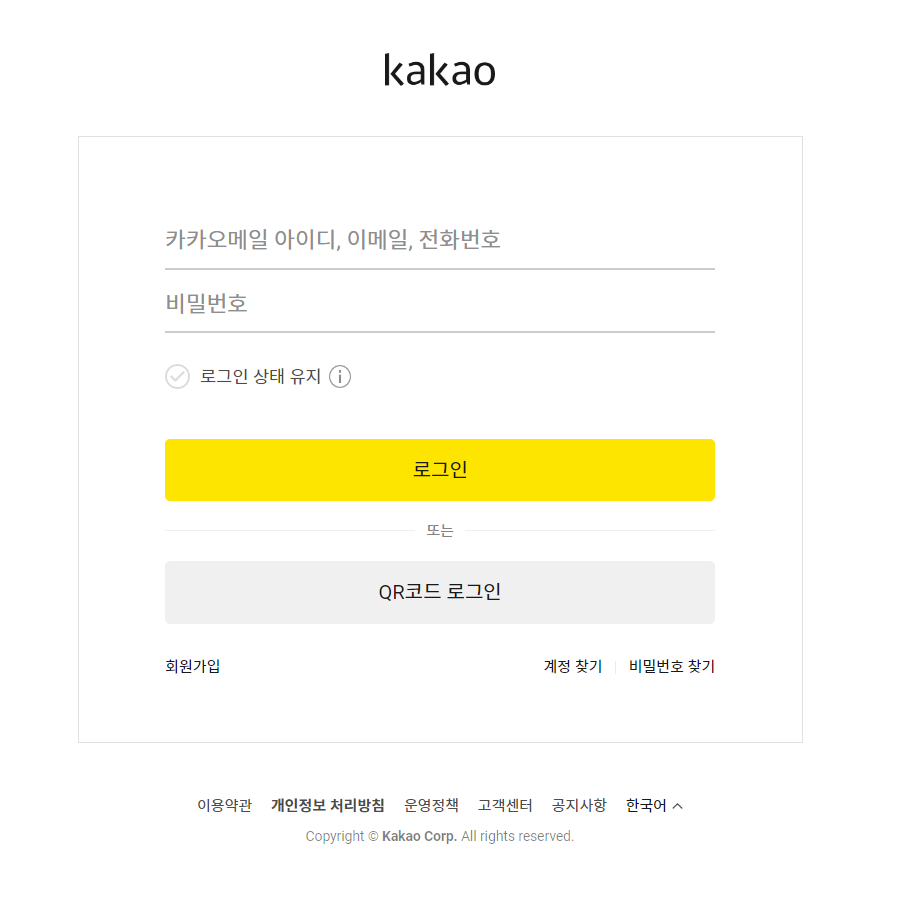 kakao
카카오메일 아이디, 이메일, 전화번호
비밀번호
로그인 상태 유지
로그인
또는
QR코드 로그인
회원가입 계정 찾기 비밀번호 찾기
이용약관 개인정보 처리방침 운영정책 고객센터 공지사항 한국어
Copyright © Kakao Corp. All rights reserved.